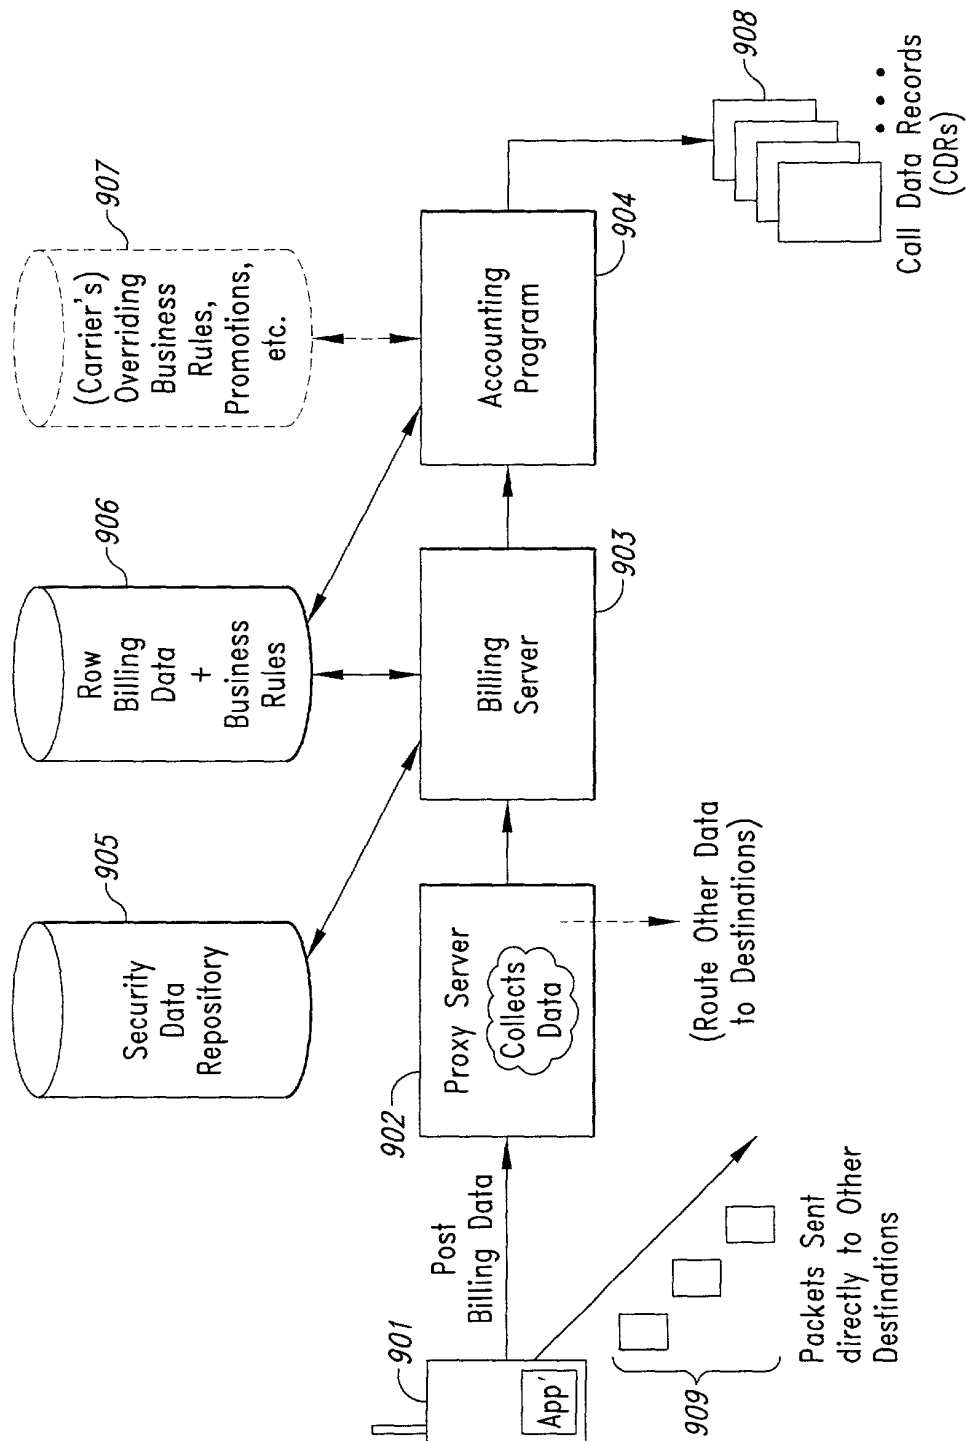 905
Security
Data
Repository
906
Row
Billing
Data
+
Business
Rules
907
(Carrier's)
Overriding
Business
Rules,
Promotions,
etc.
901
App'
Post
Billing Data
902
Proxy Server
Collects
Data
Billing
Server
903
Accounting
Program
904
908
Call Data Records
(CDRs)
(Route Other Data
to Destinations)
909
Packets Sent
directly to Other
Destinations